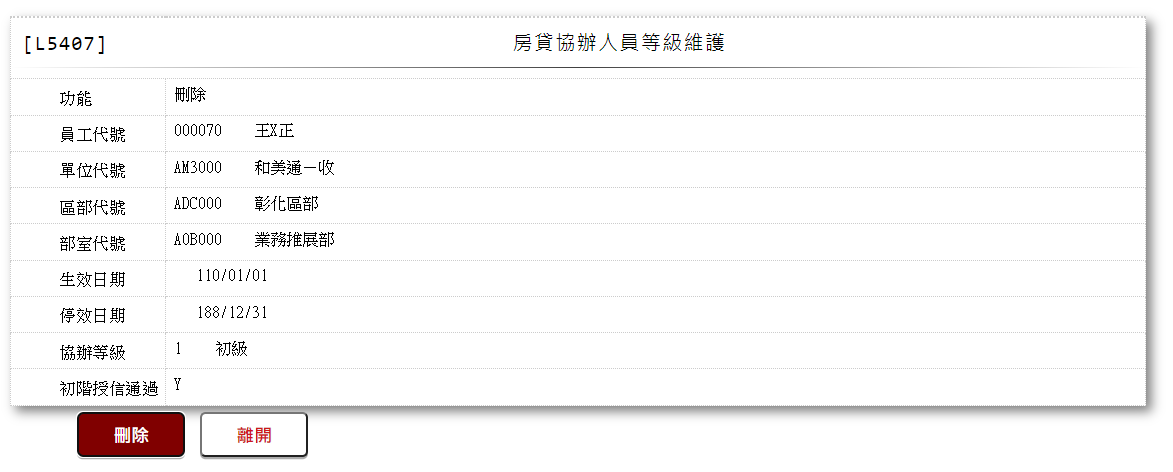 [L5407] 房貸協辦人員等級維護
功能 刪除
員工代號 000070 王X正
單位代號 AM3000 和美通一收
區部代號 ADC000 彰化區部
部室代號 A0B000 業務推展部
生效日期 110/01/01
停效日期 188/12/31
協辦等級 1 初級
初階授信通過 Y
刪除 離開